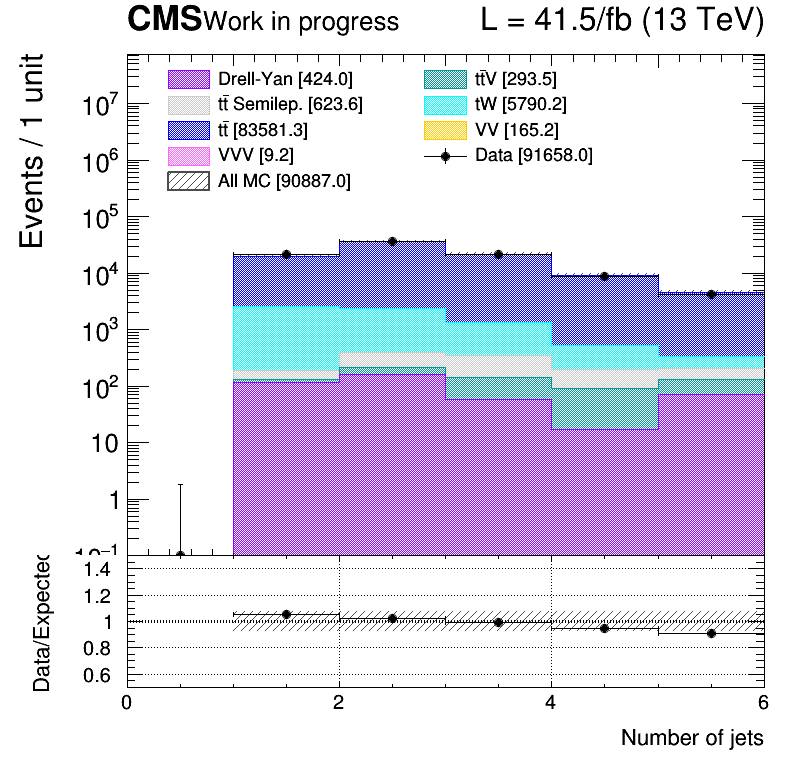 CMS Work in progress L = 41.5/fb (13 TeV)
Events / 1 unit
Drell-Yan [424.0] tt̄V [293.5]
tt̄ Semilep. [623.6] tW [5790.2]
tt̄ [83581.3] VV [165.2]
VVV [9.2] Data [91658.0]
All MC [90887.0]
10⁷
10⁶
10⁵
10⁴
10³
10²
10
1
10⁻¹
Data/Expected
1.4
1.2
1
0.8
0.6
0 2 4 6
Number of jets